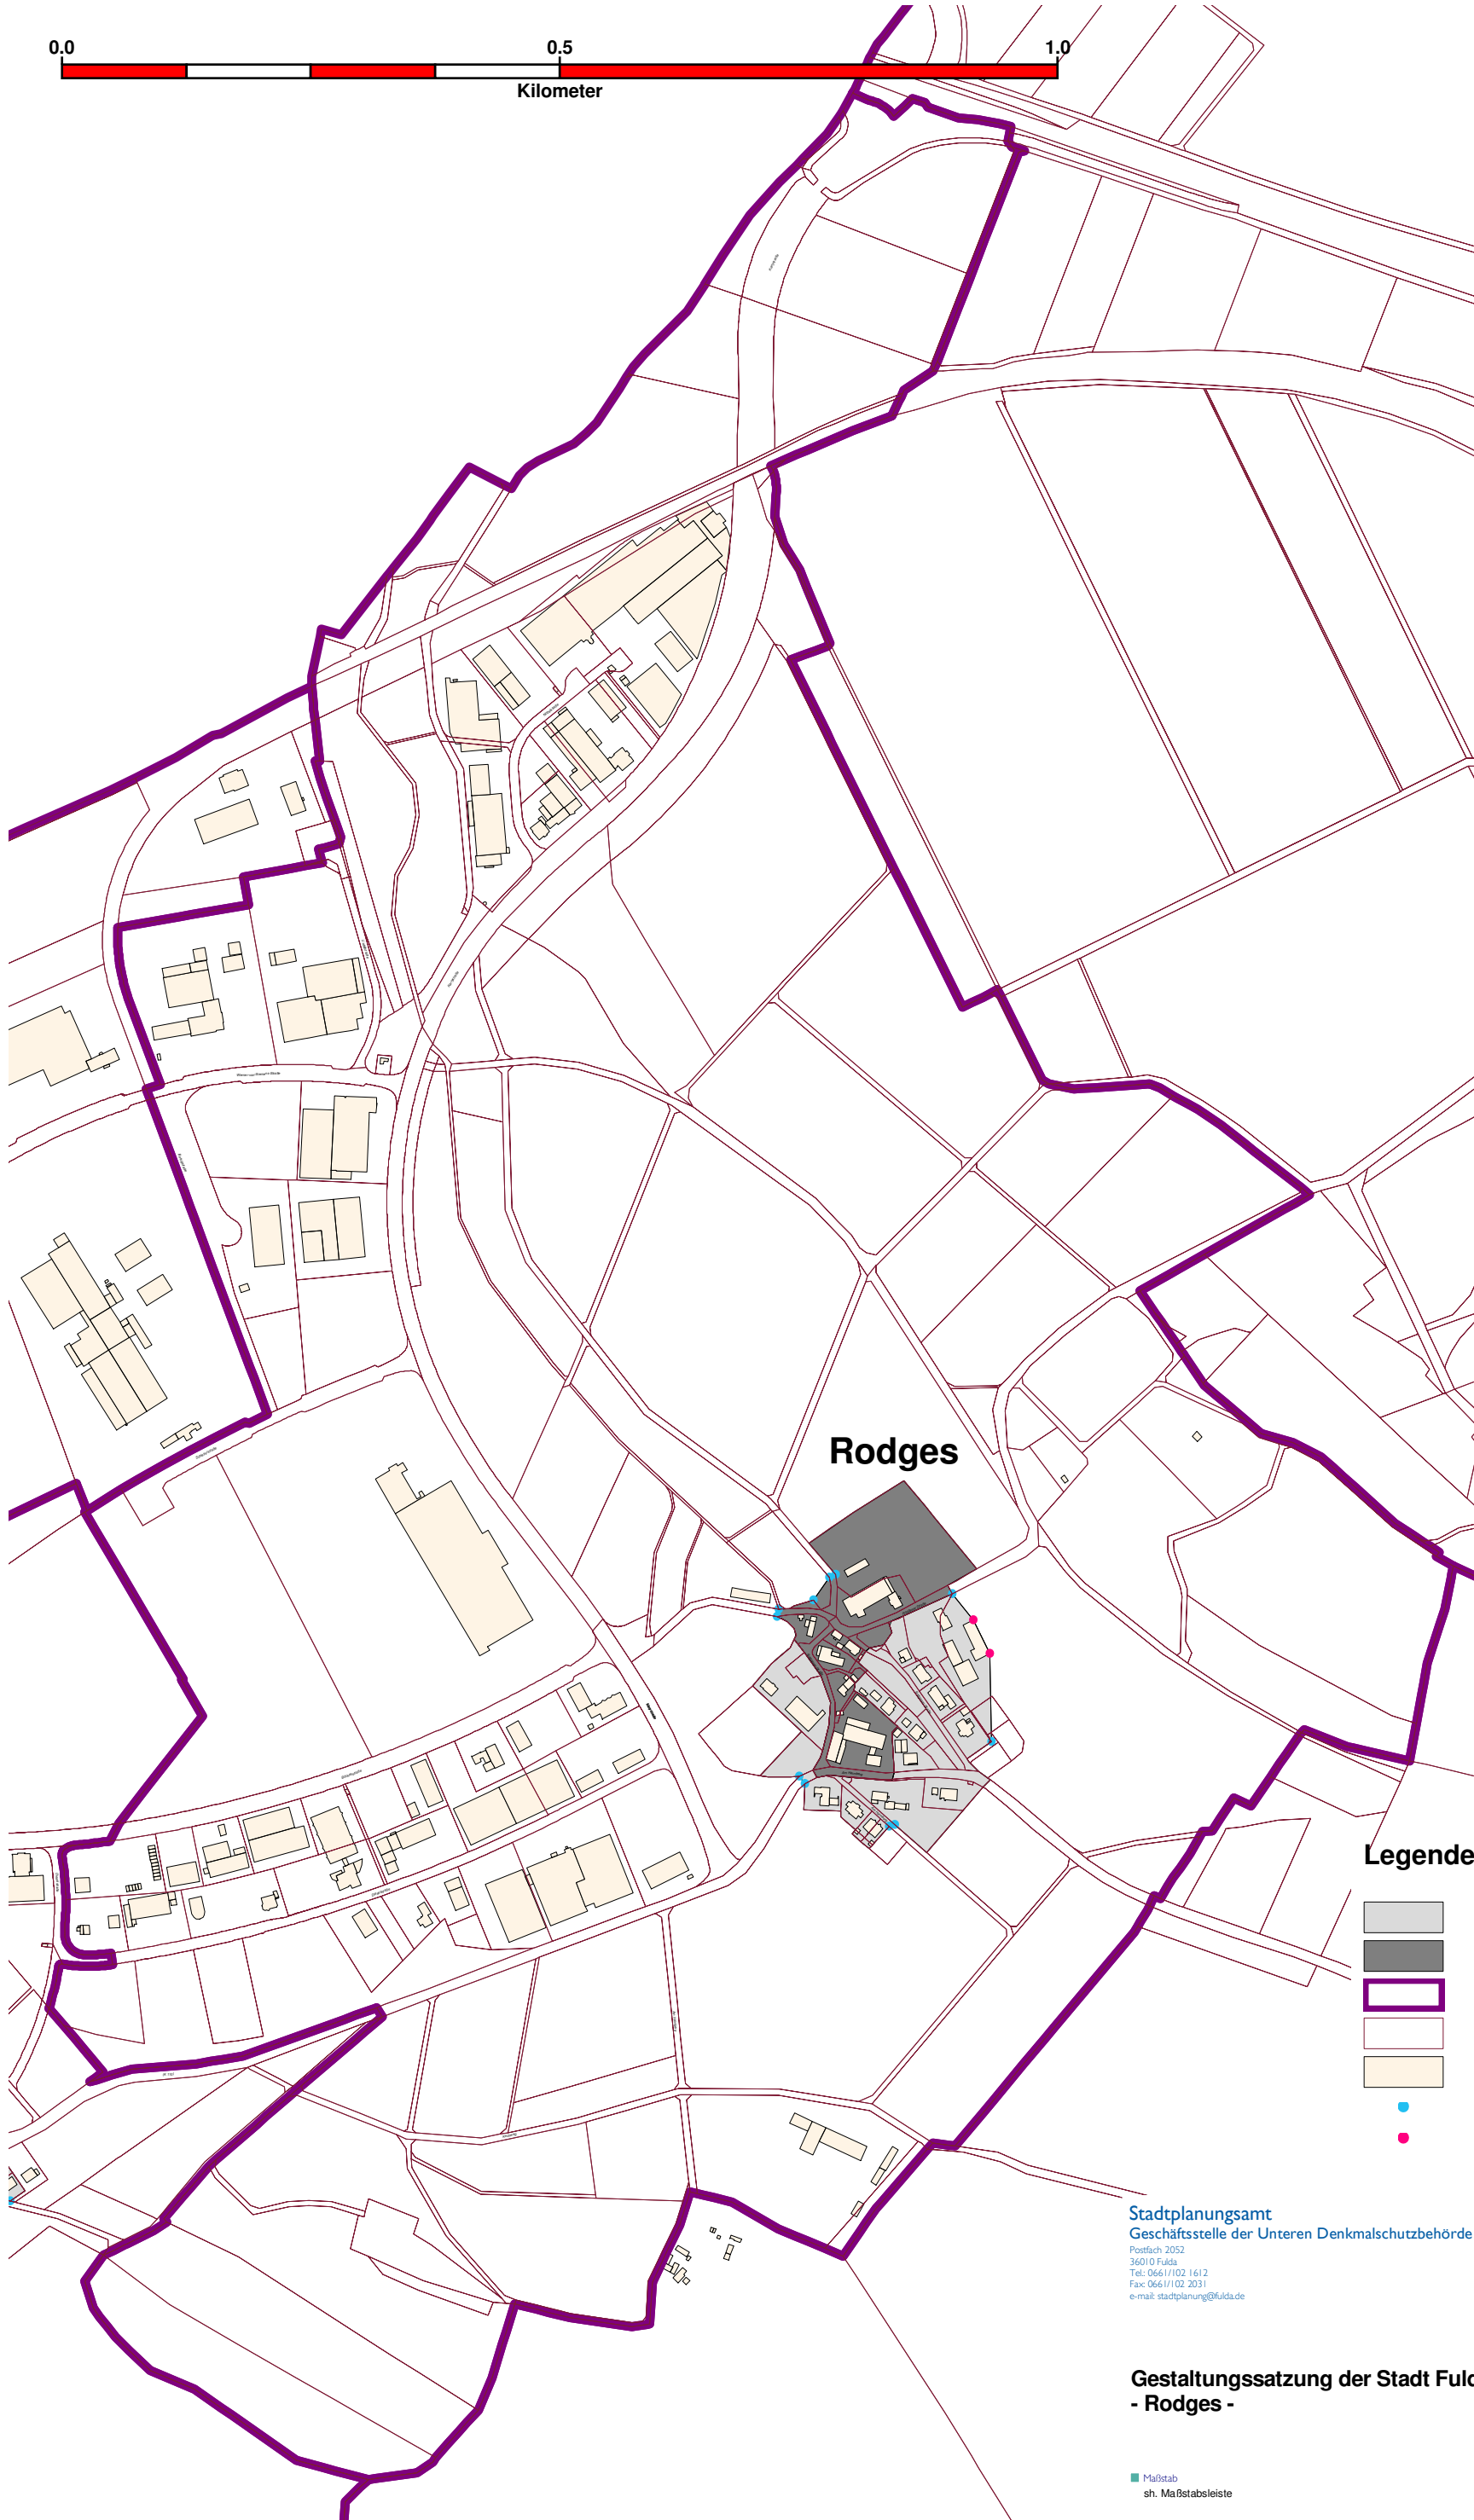 0.0 0.5 1.0
Kilometer
Rodges
Legende
Stadtplanungsamt
Geschäftsstelle der Unteren Denkmalschutzbehörde
Postfach 2052
36010 Fulda
Tel.: 0661/102 1612
Fax: 0661/102 2031
e-mail: stadtplanung@fulda.de
Gestaltungssatzung der Stadt Fuld
- Rodges -
Maßstab
sh. Maßstabsleiste